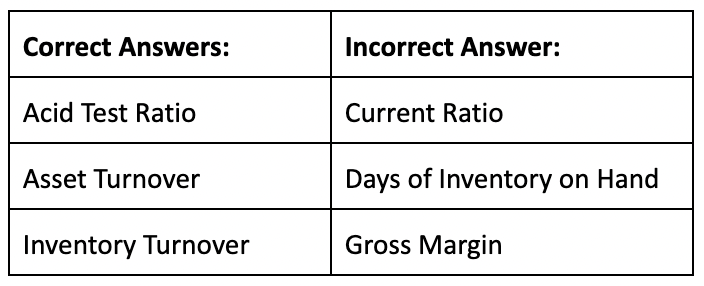 Correct Answers: Incorrect Answer:
Acid Test Ratio Current Ratio
Asset Turnover Days of Inventory on Hand
Inventory Turnover Gross Margin